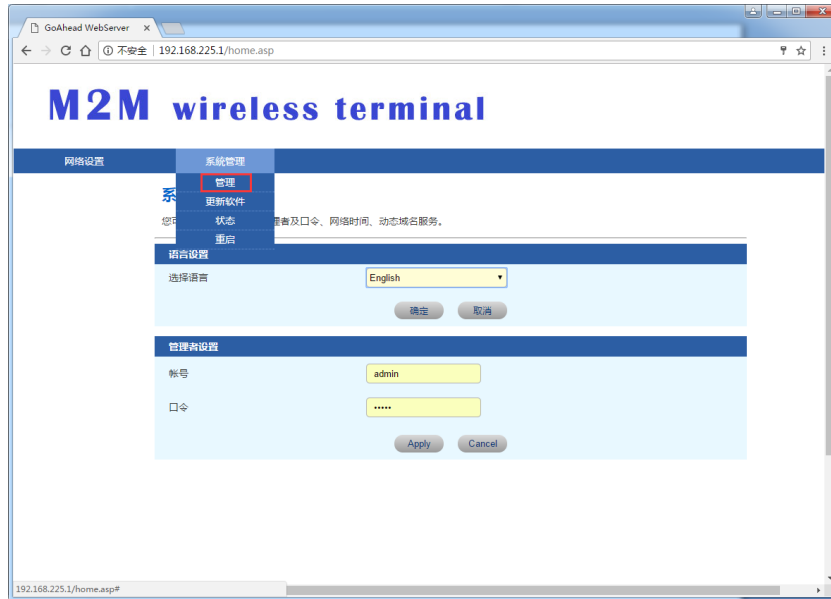 GoAhead WebServer
不安全 | 192.168.225.1/home.asp
M2M wireless terminal
网络设置 系统管理
管理
系
更新软件
您可 状态 理者及口令、网络时间、动态域名服务。
重启
语言设置
选择语言 English
确定 取消
管理者设置
帐号 admin
口令 •••••
Apply Cancel
192.168.225.1/home.asp#